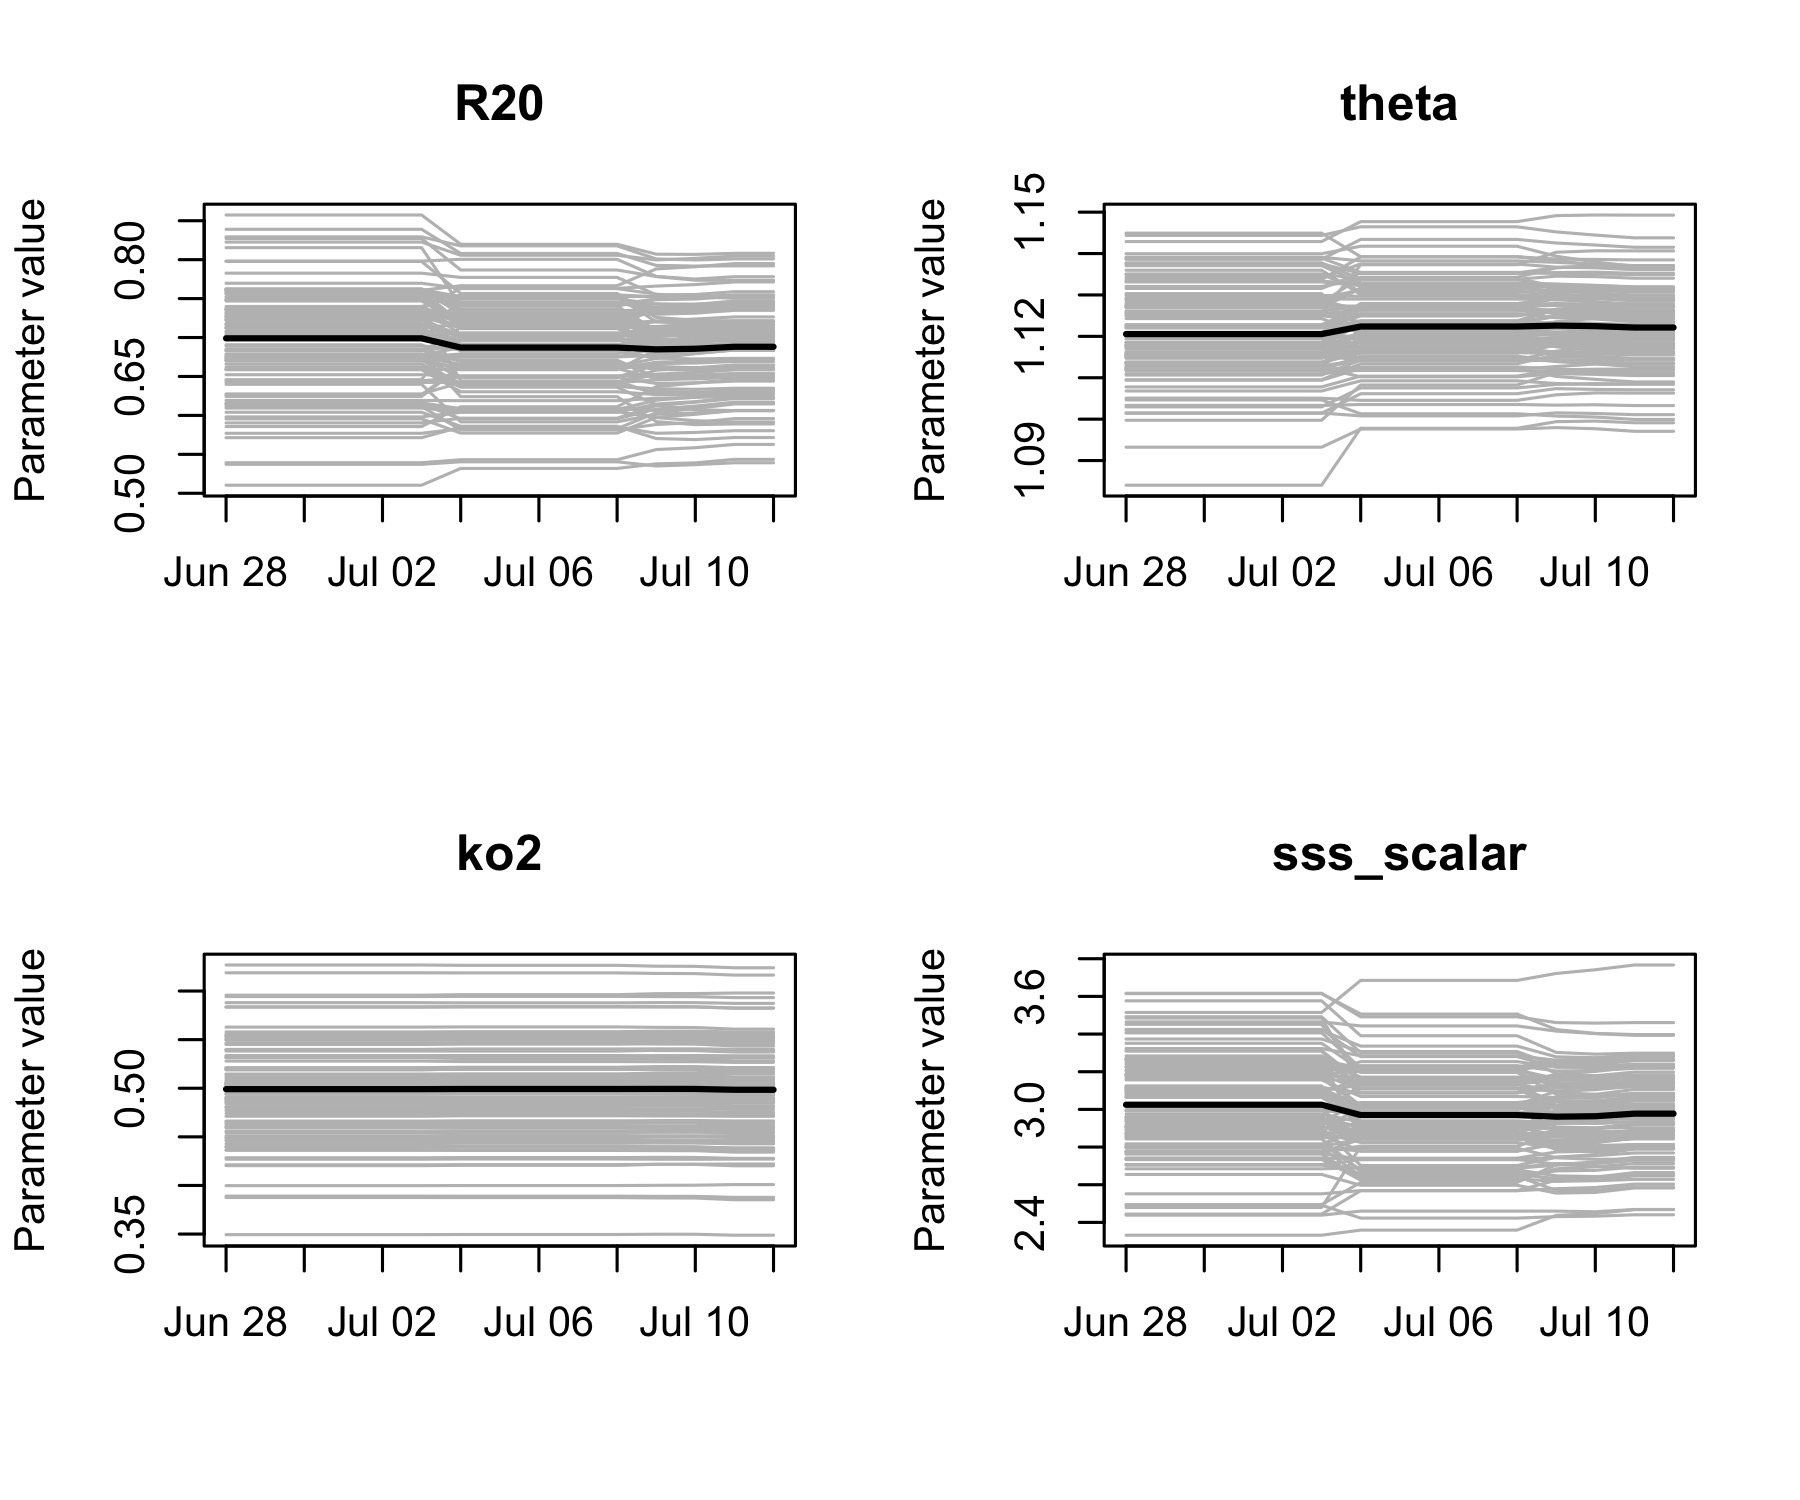 R20
Parameter value
0.80
0.65
0.50
Jun 28 Jul 02 Jul 06 Jul 10
theta
Parameter value
1.15
1.12
1.09
Jun 28 Jul 02 Jul 06 Jul 10
ko2
Parameter value
0.50
0.35
Jun 28 Jul 02 Jul 06 Jul 10
sss_scalar
Parameter value
3.6
3.0
2.4
Jun 28 Jul 02 Jul 06 Jul 10